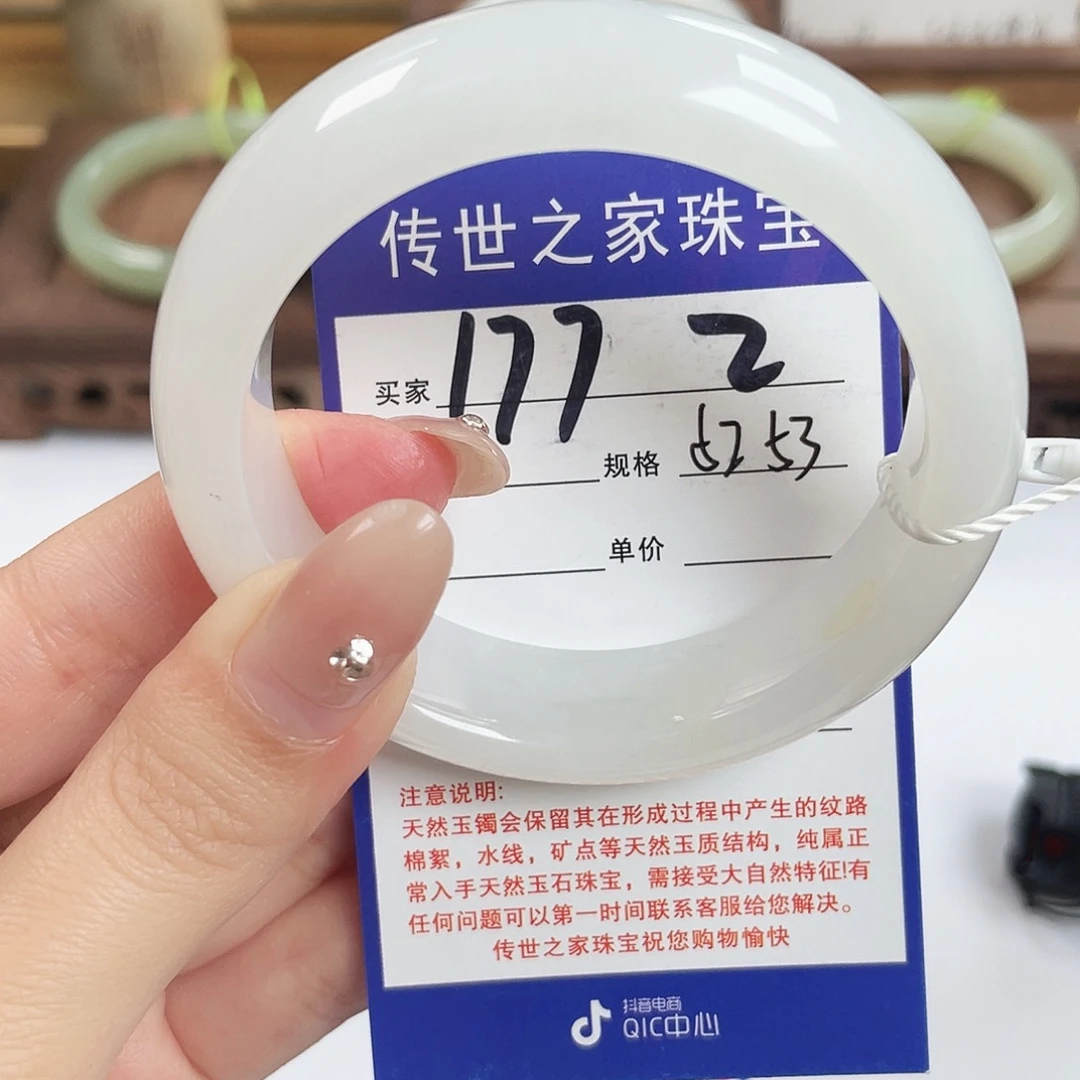 传世之家珠宝
买家 177 2
规格 52 53
单价
注意说明:
天然玉镯会保留其在形成过程中产生的纹路
棉絮，水线，矿点等天然玉质结构，纯属正
常入手天然玉石珠宝，需接受大自然特征!有
任何问题可以第一时间联系客服给您解决。
传世之家珠宝祝您购物愉快
抖音电商
QIC中心